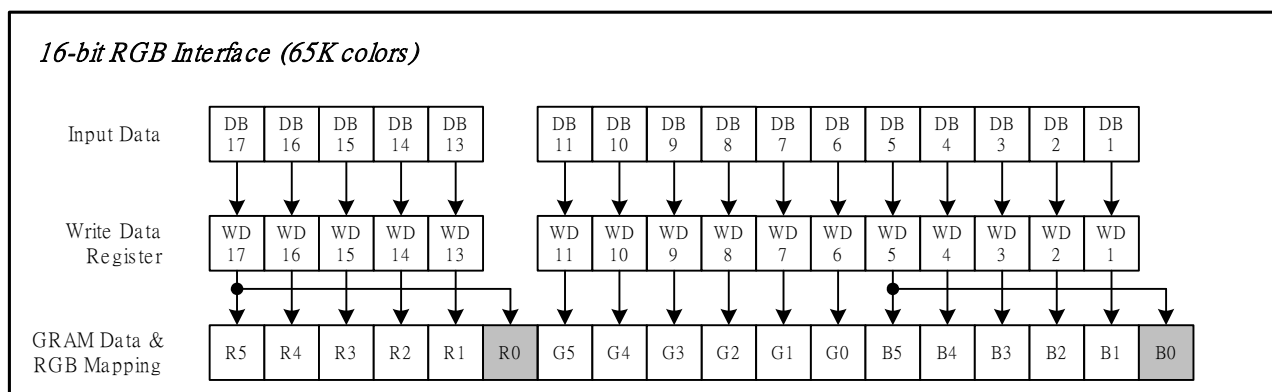 16-bit RGB Interface (65K colors)
Input Data DB 17 DB 16 DB 15 DB 14 DB 13 DB 11 DB 10 DB 9 DB 8 DB 7 DB 6 DB 5 DB 4 DB 3 DB 2 DB 1
Write Data Register WD 17 WD 16 WD 15 WD 14 WD 13 WD 11 WD 10 WD 9 WD 8 WD 7 WD 6 WD 5 WD 4 WD 3 WD 2 WD 1
GRAM Data & RGB Mapping R5 R4 R3 R2 R1 R0 G5 G4 G3 G2 G1 G0 B5 B4 B3 B2 B1 B0